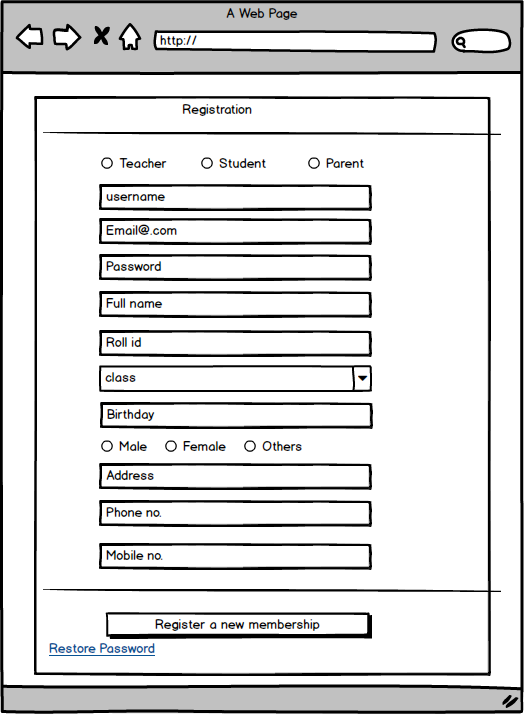 A Web Page
http://
Registration
Teacher Student Parent
username
Email@.com
Password
Full name
Roll id
class
Birthday
Male Female Others
Address
Phone no.
Mobile no.
Register a new membership
Restore Password